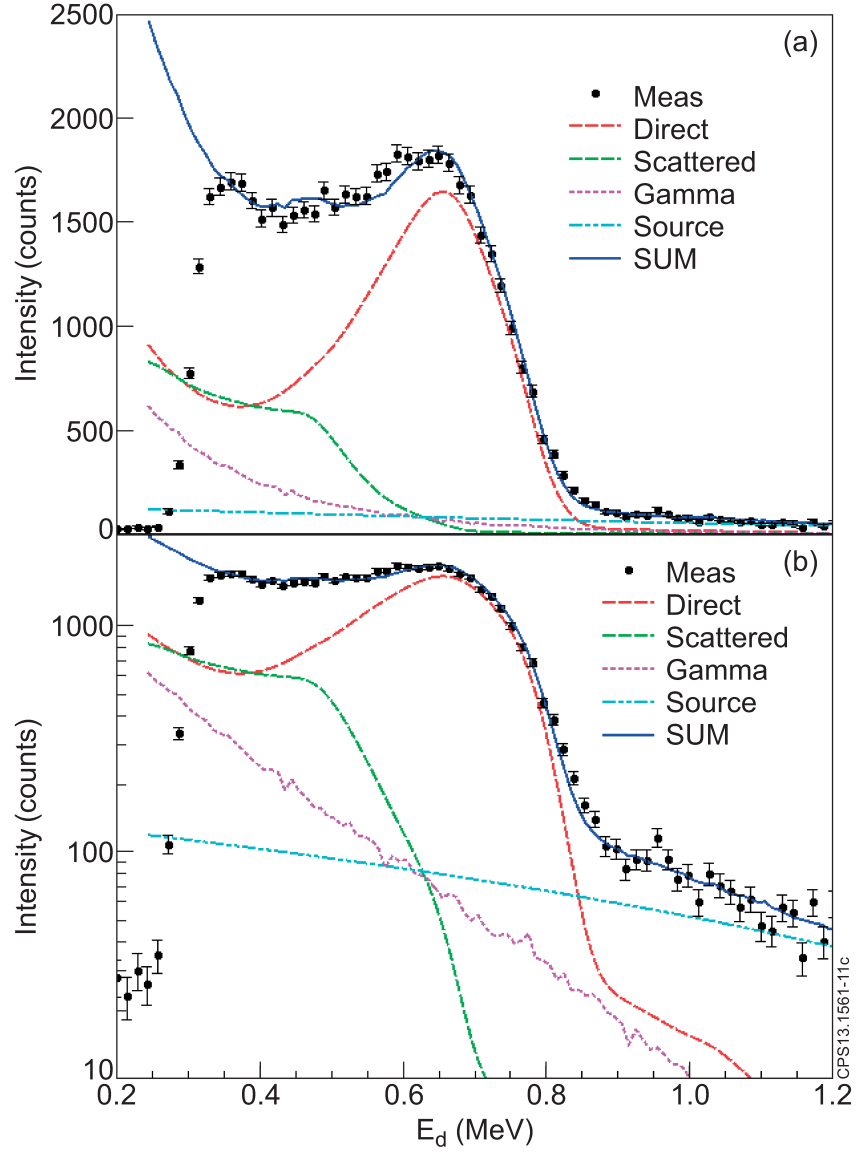 2500
2000
1500
1000
500
0
Intensity (counts)
(a)
Meas
Direct
Scattered
Gamma
Source
SUM
1000
100
10
Intensity (counts)
(b)
Meas
Direct
Scattered
Gamma
Source
SUM
0.2 0.4 0.6 0.8 1.0 1.2
E_d (MeV)
CPS13.1561-11c